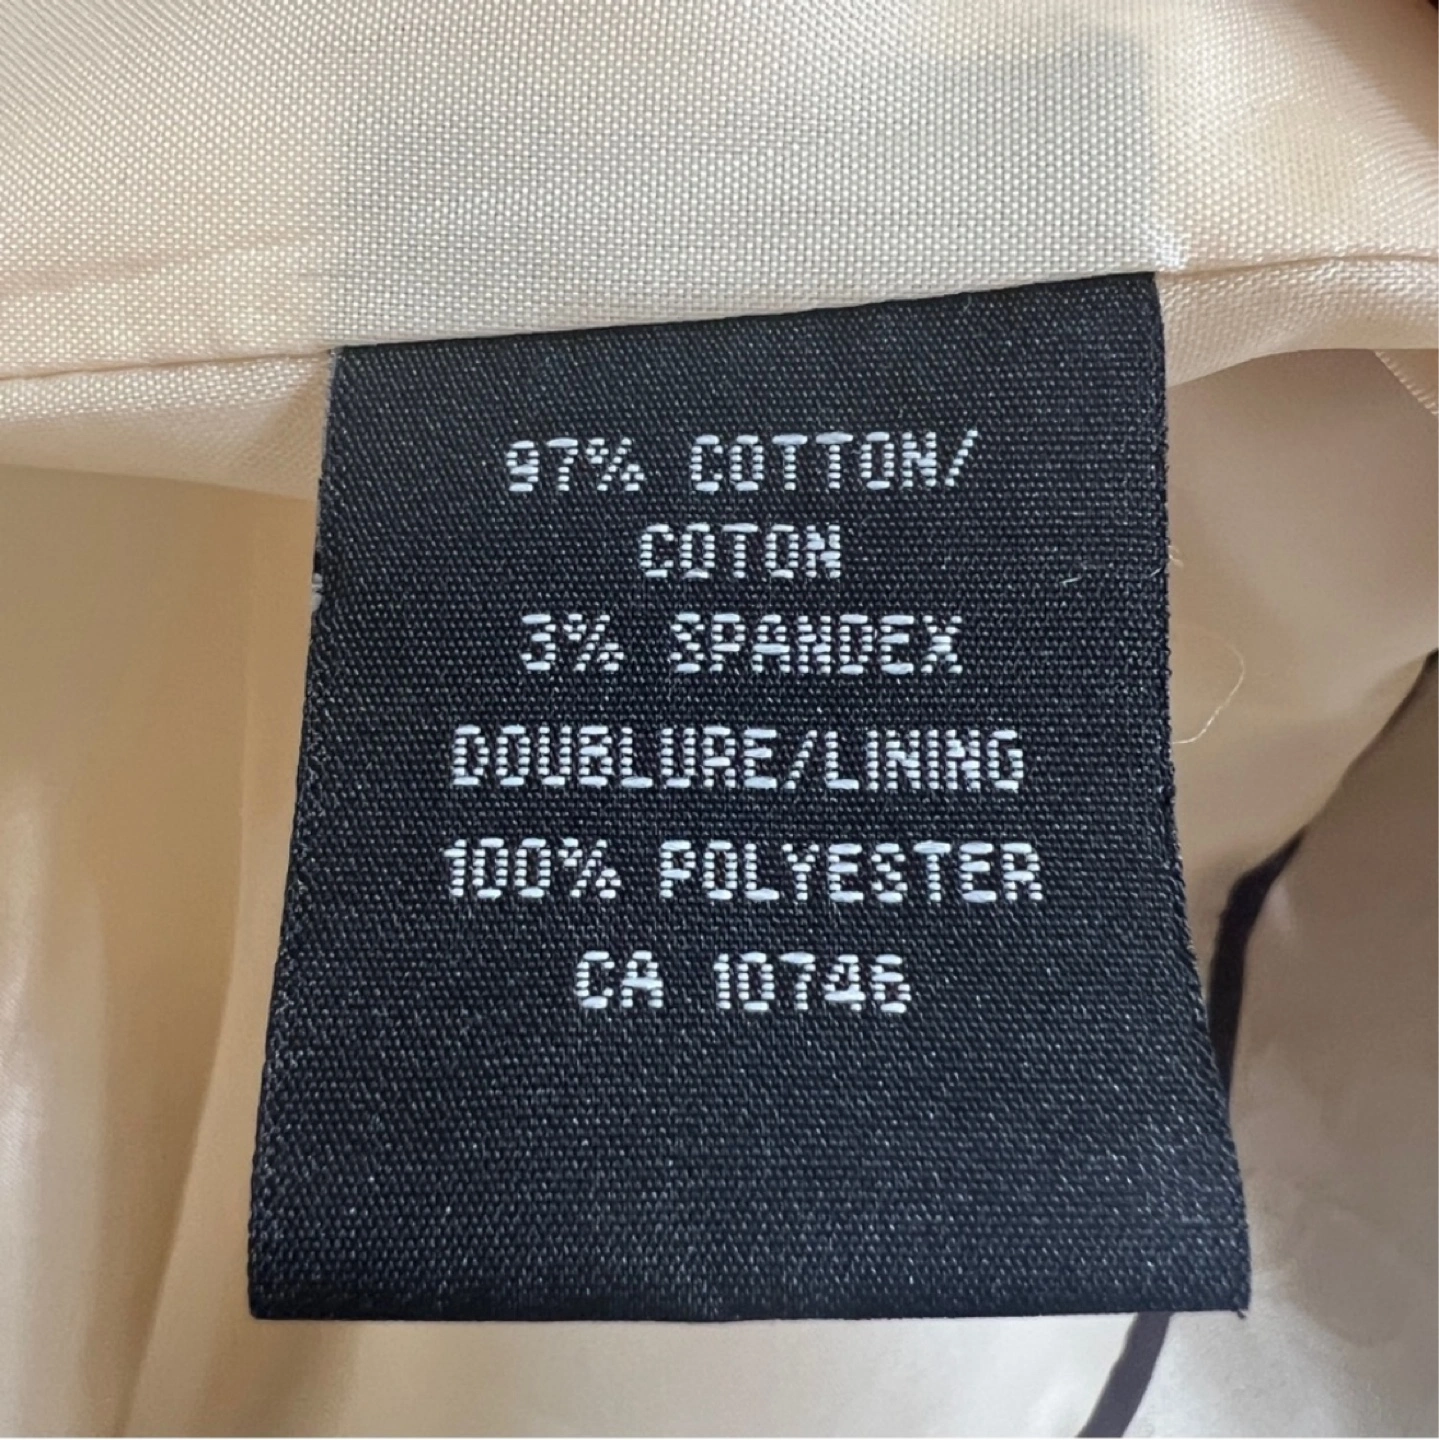 97% COTTON/
COTON
3% SPANDEX
DOUBLURE/LINING
100% POLYESTER
CA 10746